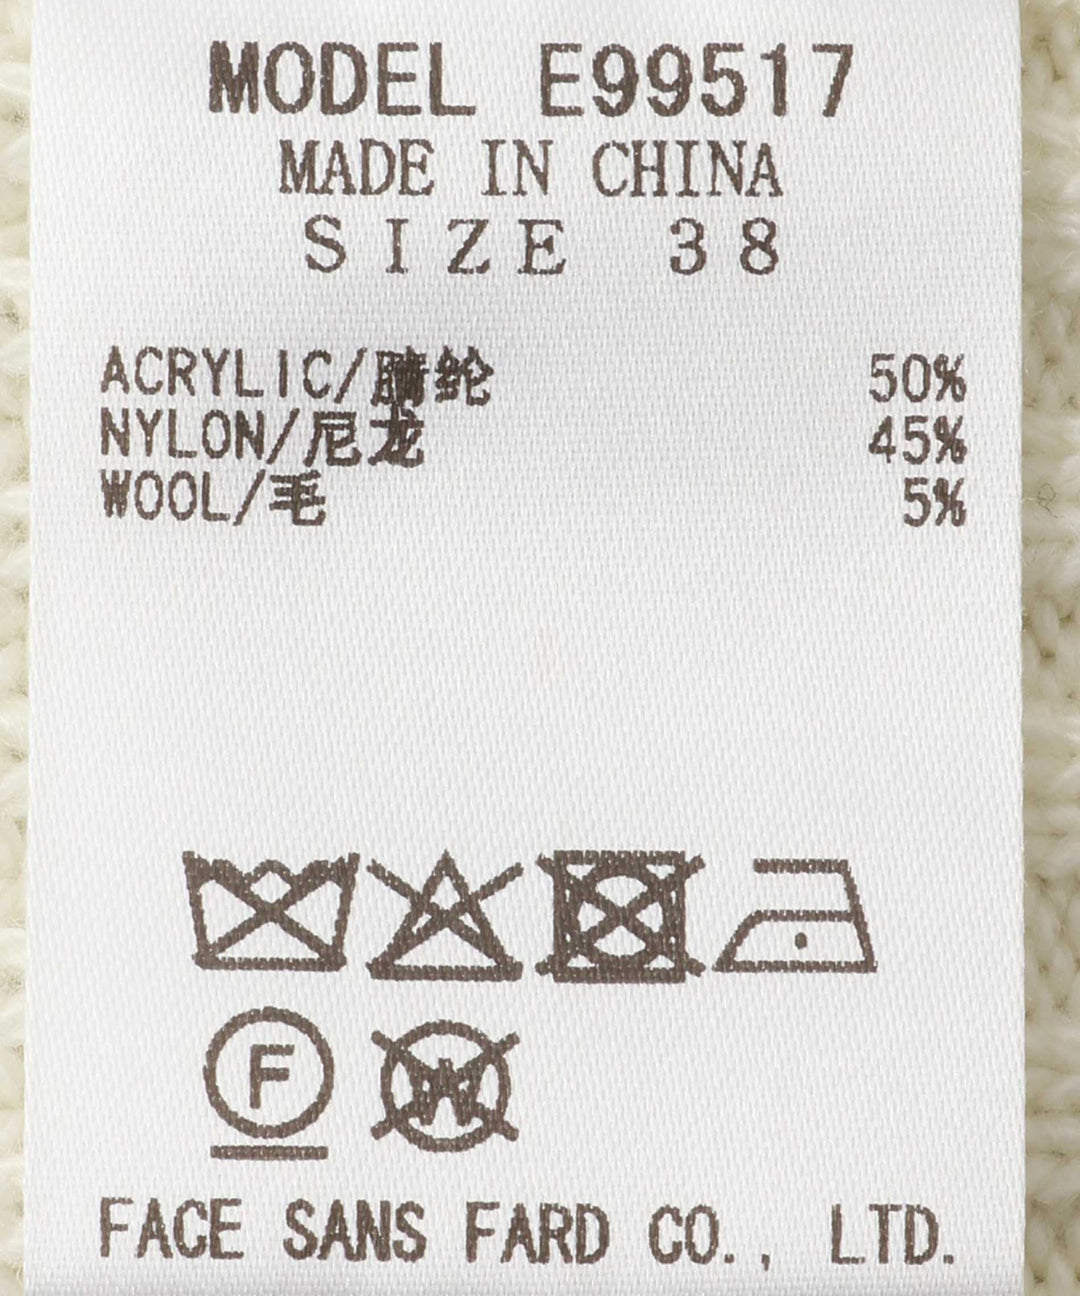 MODEL E99517
MADE IN CHINA
SIZE 38
ACRYLIC/腈纶 50%
NYLON/尼龙 45%
WOOL/毛 5%
F W
FACE SANS FARD CO., LTD.